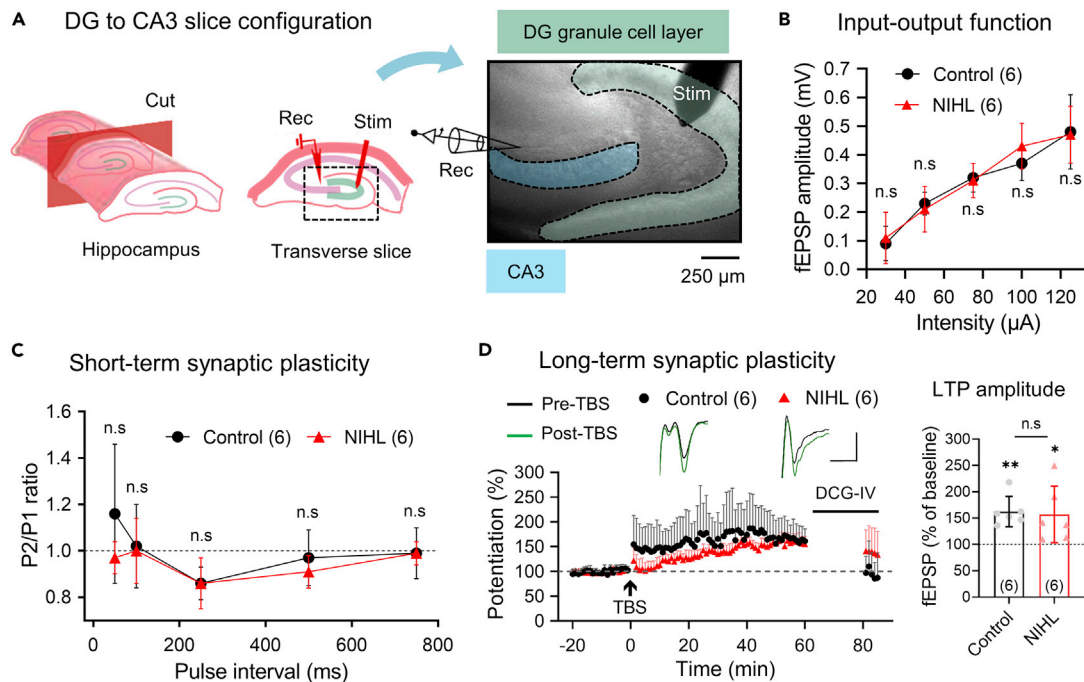 A
DG to CA3 slice configuration
Cut
Hippocampus
Rec
Stim
Transverse slice
Rec
DG granule cell layer
Stim
CA3
250 µm
B
Input-output function
Control (6)
NIHL (6)
fEPSP amplitude (mV)
0.6
0.5
0.4
0.3
0.2
0.1
0.0
n.s
n.s
n.s
n.s
n.s
20
40
60
80
100
120
Intensity (µA)
C
Short-term synaptic plasticity
Control (6)
NIHL (6)
P2/P1 ratio
1.6
1.4
1.2
1.0
0.8
n.s
n.s
n.s
n.s
n.s
0
200
400
600
800
Pulse interval (ms)
D
Long-term synaptic plasticity
Pre-TBS
Post-TBS
Control (6)
NIHL (6)
Potentiation (%)
300
250
200
150
100
50
0
DCG-IV
TBS
-20
0
20
40
60
80
Time (min)
LTP amplitude
n.s
**
*
fEPSP (% of baseline)
300
250
200
150
100
50
0
(6)
(6)
Control
NIHL